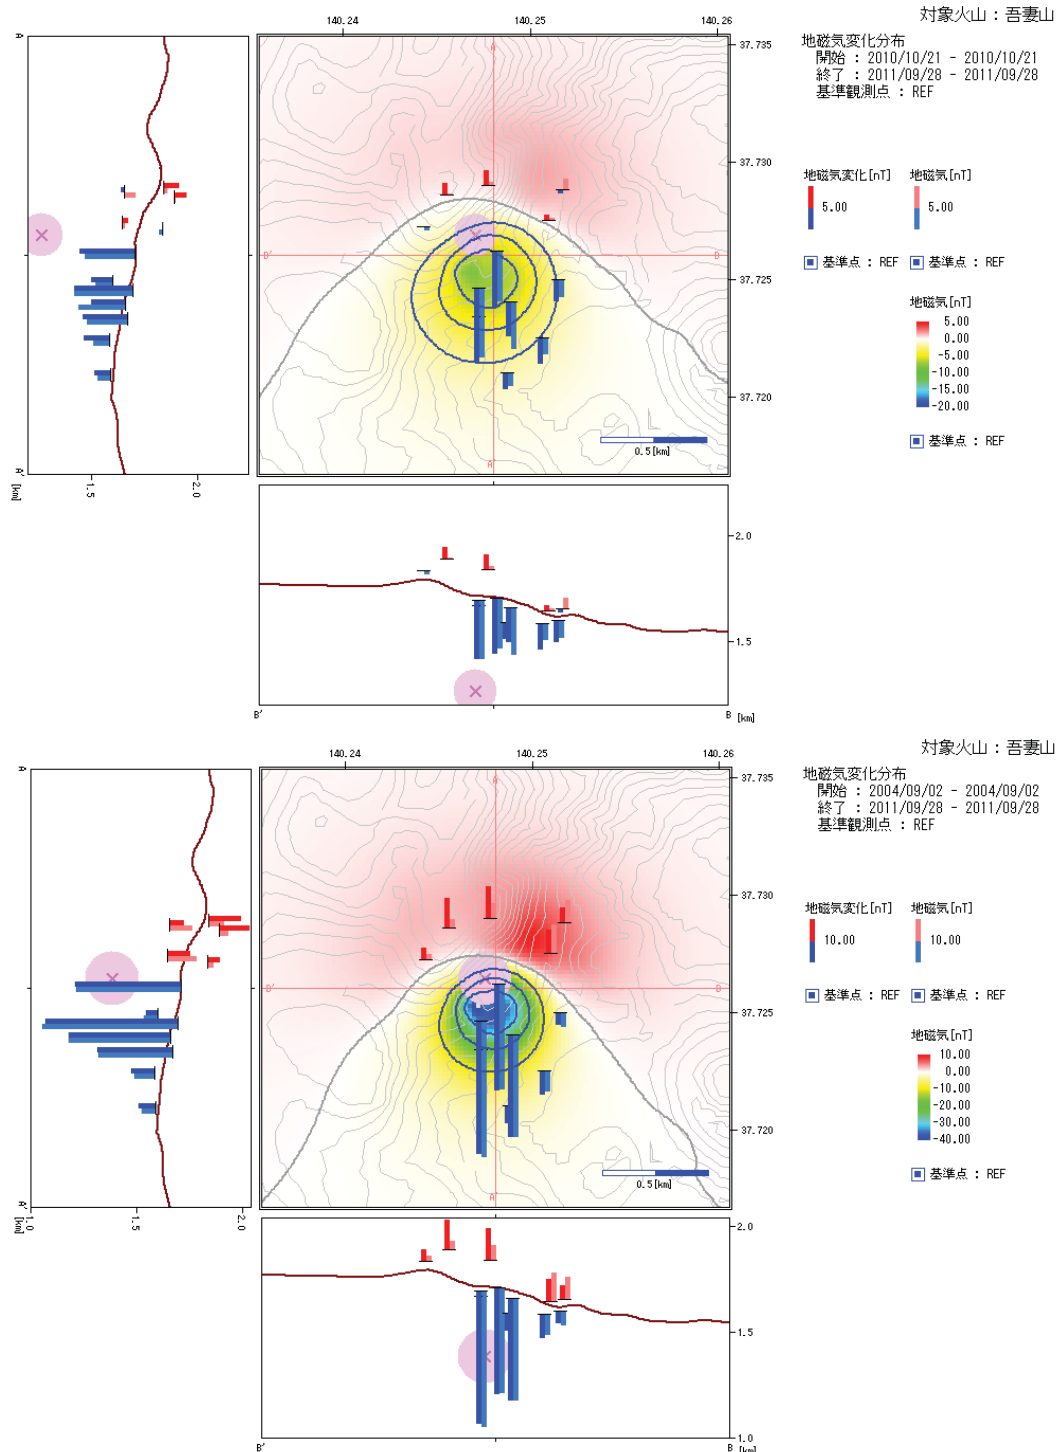 対象火山：吾妻山
地磁気変化分布
開始 : 2010/10/21 - 2010/10/21
終了 : 2011/09/28 - 2011/09/28
基準観測点 : REF
140.24 140.25 140.26
A
A
37.735
37.730
37.725
37.720
B' B
A'
A'
0.5[km]
[km] 1.5 2.0
地磁気変化[nT] 地磁気[nT]
5.00 5.00
基準点 : REF 基準点 : REF
地磁気[nT]
5.00
0.00
-5.00
-10.00
-15.00
-20.00
基準点 : REF
2.0
1.5
B' B [km]
対象火山：吾妻山
地磁気変化分布
開始 : 2004/09/02 - 2004/09/02
終了 : 2011/09/28 - 2011/09/28
基準観測点 : REF
140.24 140.25 140.26
A
A
37.735
37.730
37.725
37.720
B' B
A'
A'
0.5[km]
1.0 [km] 1.5 2.0
地磁気変化[nT] 地磁気[nT]
10.00 10.00
基準点 : REF 基準点 : REF
地磁気[nT]
10.00
0.00
-10.00
-20.00
-30.00
-40.00
基準点 : REF
2.0
1.5
1.0
B' B [km]